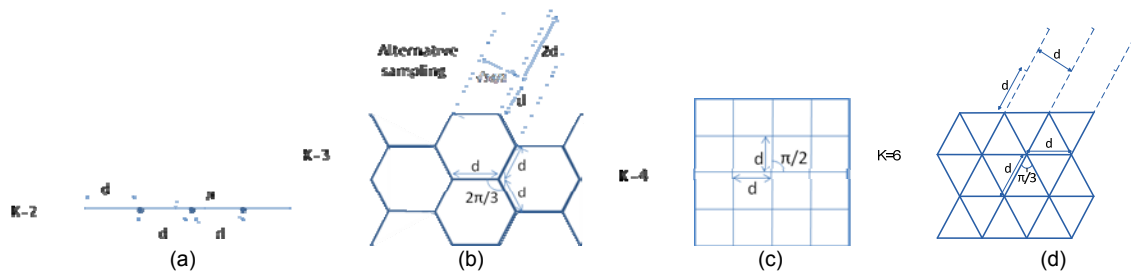 K-2
d
π
d
d
(a)
K-3
Alternative
sampling
2d
d
d
d
d
2π/3
(b)
K-4
d
π/2
d
(c)
K=6
d
d
d
d
π/3
(d)